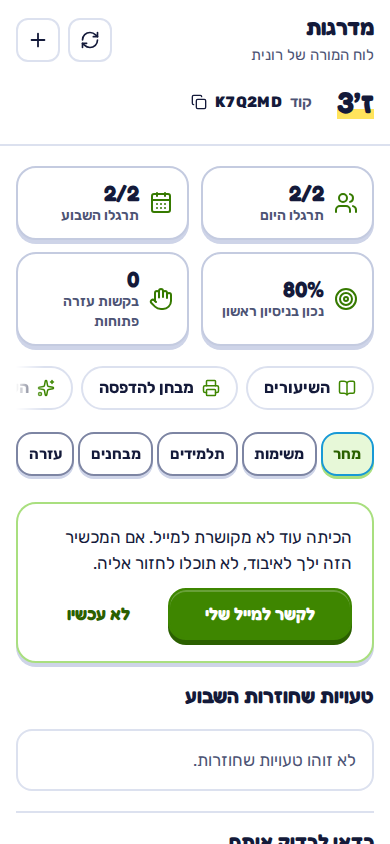 מדרגות
לוח המורה של רונית
ז׳3
קוד K7Q2MD
2/2
תרגלו היום
2/2
תרגלו השבוע
80%
נכון בניסיון ראשון
0
בקשות עזרה
פתוחות
השיעורים
מבחן להדפסה
מחר
משימות
תלמידים
מבחנים
עזרה
הכיתה עוד לא מקושרת למייל. אם המכשיר
הזה ילך לאיבוד, לא תוכלו לחזור אליה.
לקשר למייל שלי
לא עכשיו
טעויות שחוזרות השבוע
לא זוהו טעויות שחוזרות.
כדאי לבדוק איתם